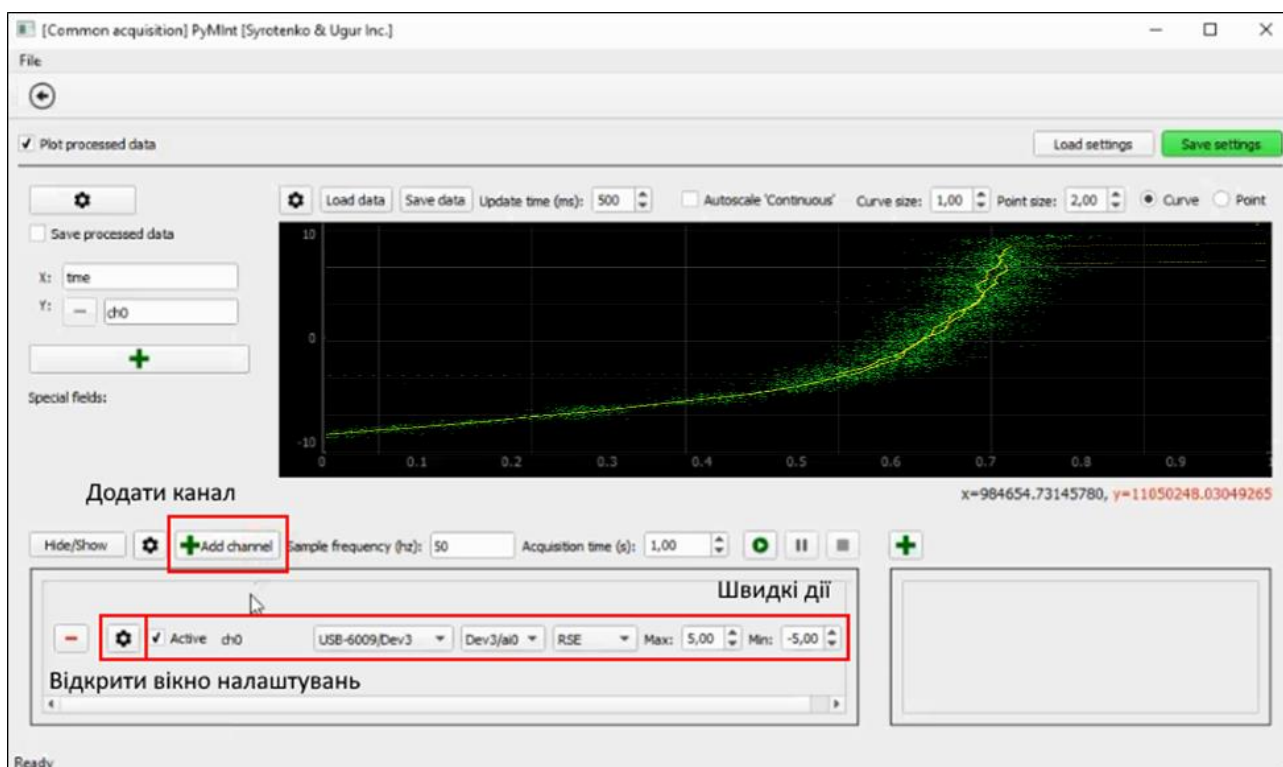 [Common acquisition] PyMInt [Syrotenko & Ugur Inc.]
File
Plot processed data
Load settings
Save settings
Load data
Save data
Update time (ms): 500
Autoscale 'Continuous'
Curve size: 1,00
Point size: 2,00
Curve
Point
Save processed data
X: time
Y: ch0
Special fields:
10
0
-10
0 0.1 0.2 0.3 0.4 0.5 0.6 0.7 0.8 0.9
x=984654.73145780, y=11050248.03049265
Додати канал
Hide/Show
Add channel
Sample frequency (hz): 50
Acquisition time (s): 1,00
Швидкі дії
Active ch0 USB-6009/Dev3 Dev3/ai0 RSE Max: 5,00 Min: -5,00
Відкрити вікно налаштувань
Ready